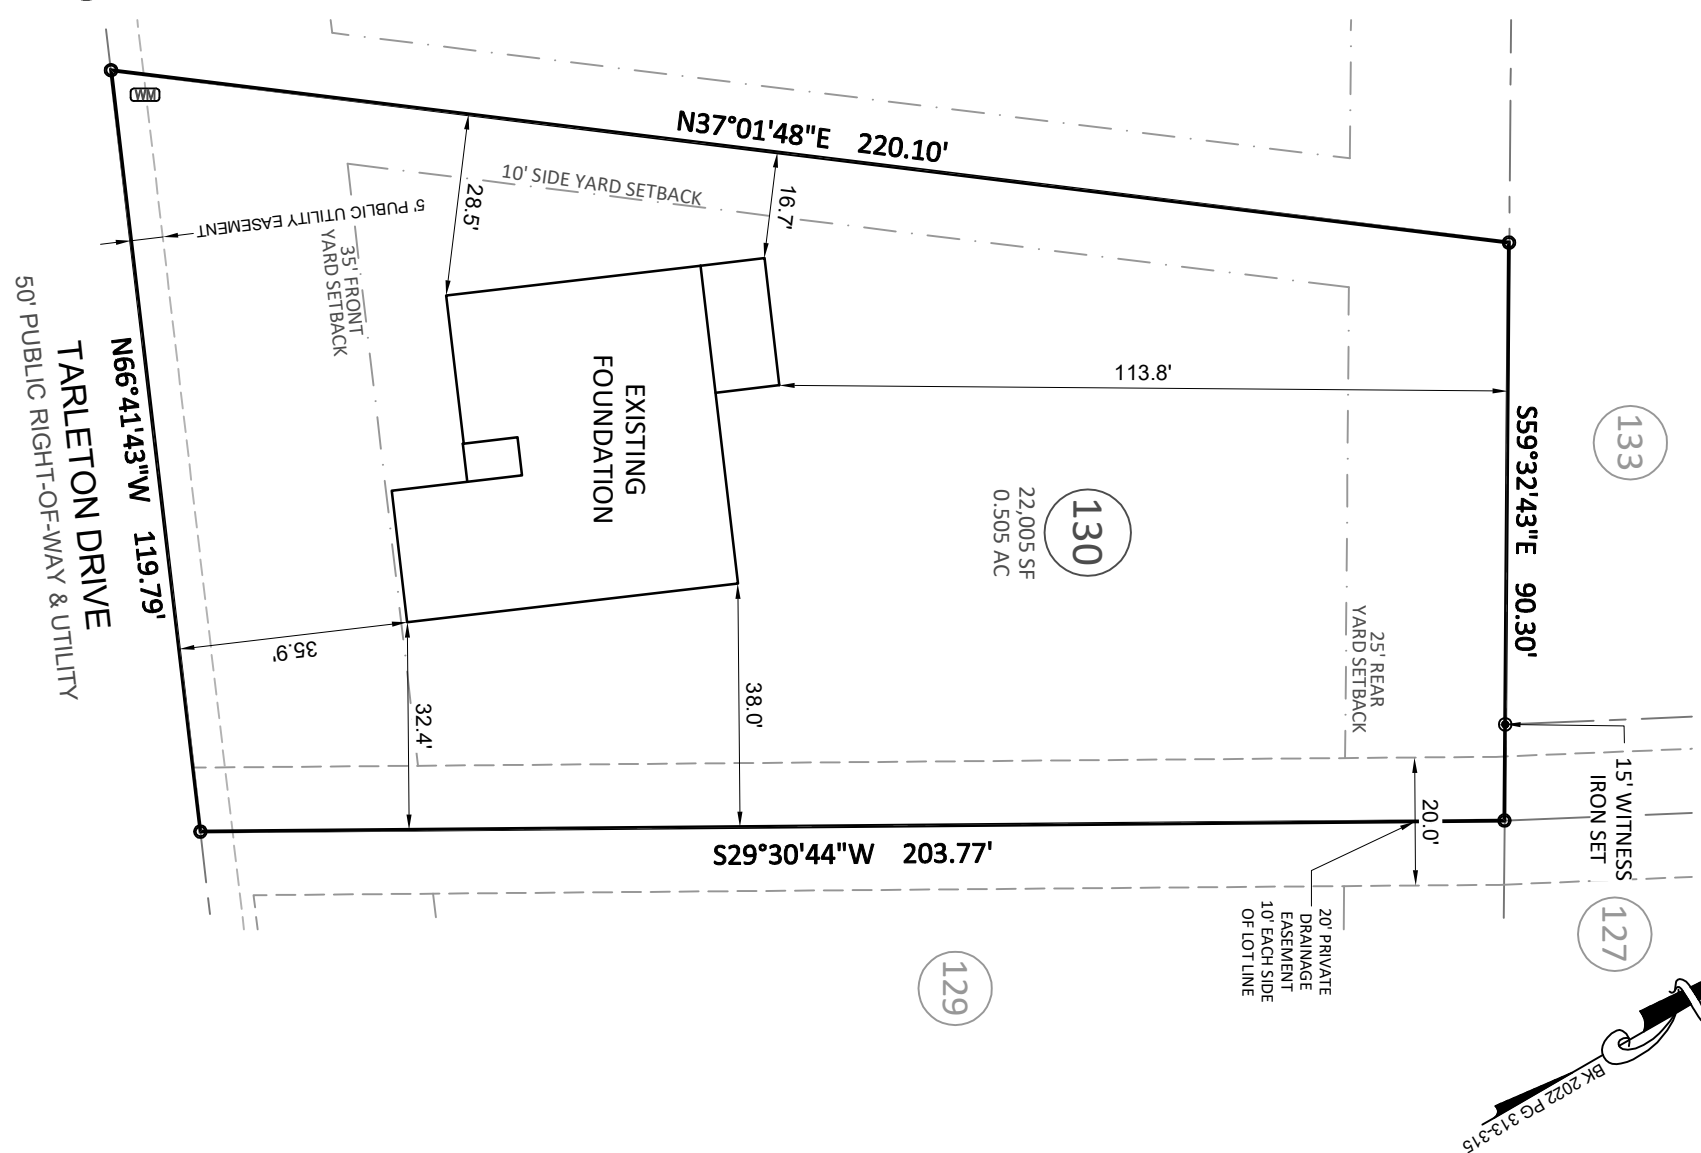 N37°01'48"E 220.10'
WM
10' SIDE YARD SETBACK
28.5'
16.7'
5' PUBLIC UTILITY EASEMENT
35' FRONT
YARD SETBACK
N66°41'43"W 119.79'
TARLETON DRIVE
50' PUBLIC RIGHT-OF-WAY & UTILITY
EXISTING
FOUNDATION
113.8'
S59°32'43"E 90.30'
133
130
22,005 SF
0.505 AC
25' REAR
YARD SETBACK
35.9'
32.4'
38.0'
20.0'
15' WITNESS
IRON SET
S29°30'44"W 203.77'
20' PRIVATE
DRAINAGE
EASEMENT
10' EACH SIDE
OF LOT LINE
127
129
BK 2022 PG 313-315